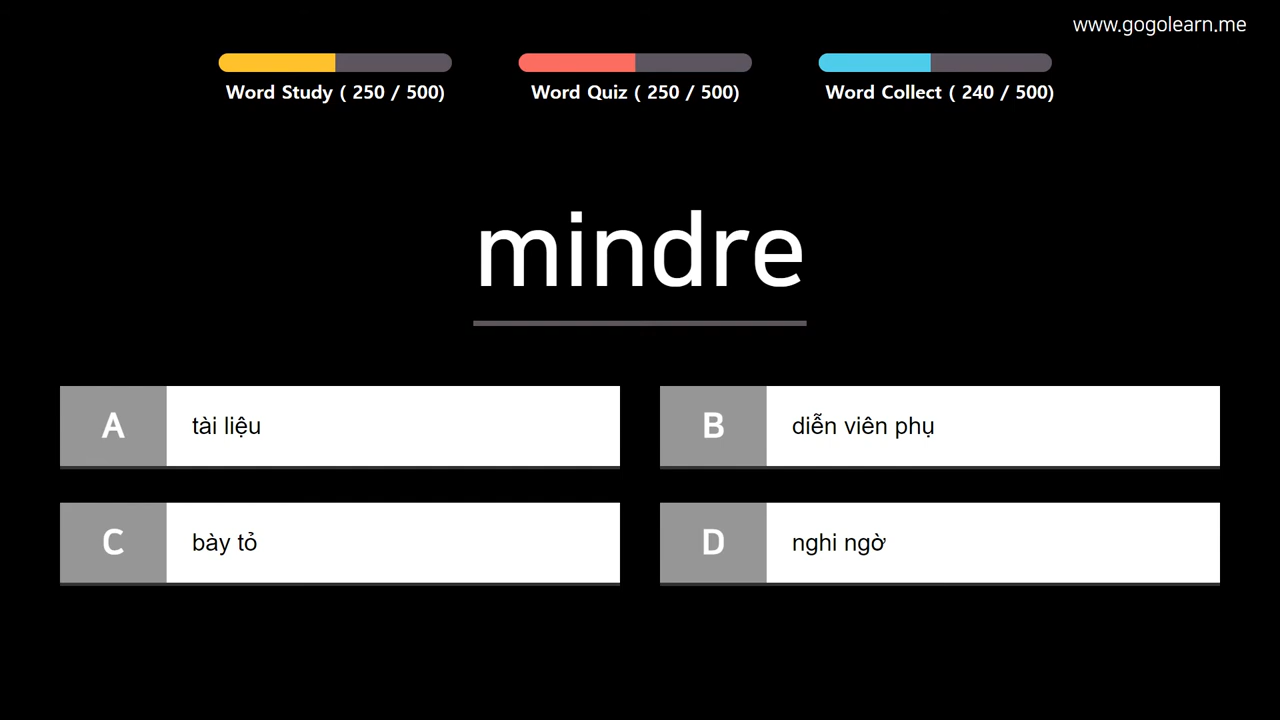 www.gogolearn.me
Word Study ( 250 / 500)
Word Quiz ( 250 / 500)
Word Collect ( 240 / 500)
mindre
A tài liệu
B diễn viên phụ
C bày tỏ
D nghi ngờ